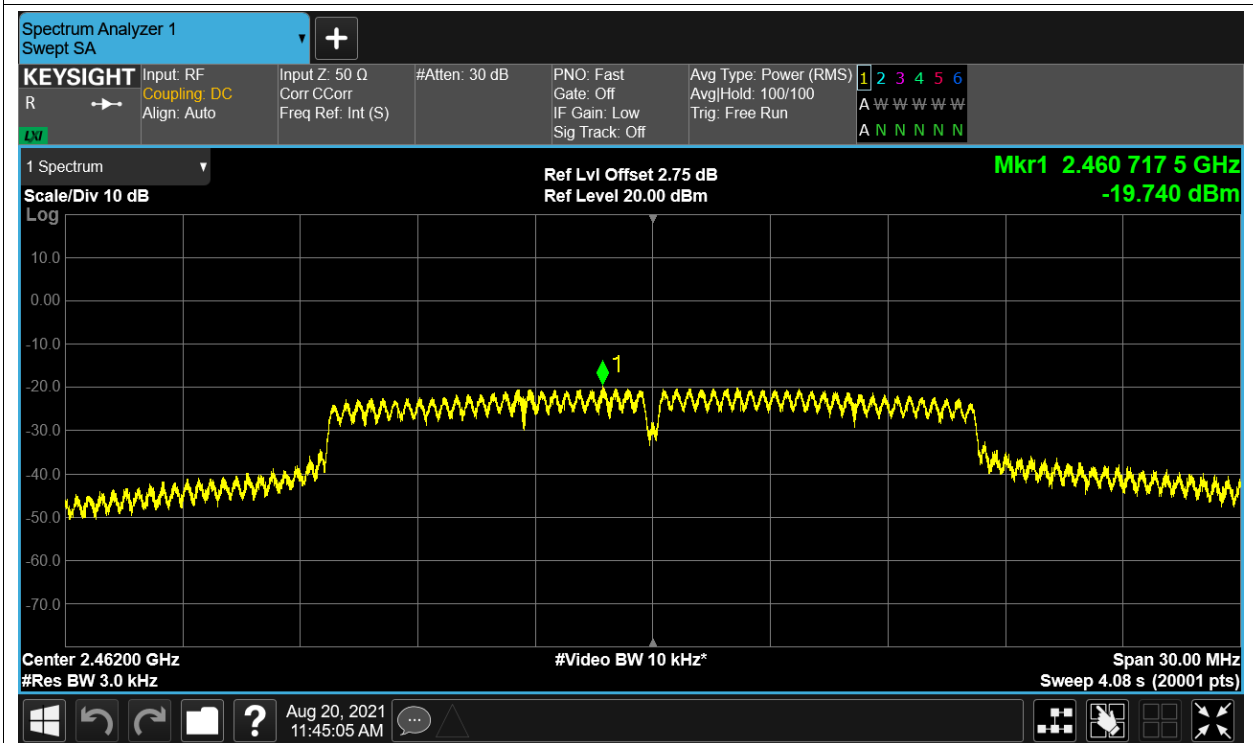 Spectrum Analyzer 1
Swept SA
+
KEYSIGHT
R
LXI
Input: RF
Coupling: DC
Align: Auto
Input Z: 50 Ω
Corr CCorr
Freq Ref: Int (S)
#Atten: 30 dB
PNO: Fast
Gate: Off
IF Gain: Low
Sig Track: Off
Avg Type: Power (RMS)
Avg|Hold: 100/100
Trig: Free Run
1 2 3 4 5 6
A W W W W W
A N N N N N
1 Spectrum
Scale/Div 10 dB
Log
Ref Lvl Offset 2.75 dB
Ref Level 20.00 dBm
Mkr1 2.460 717 5 GHz
-19.740 dBm
10.0
0.00
-10.0
1
-20.0
-30.0
-40.0
-50.0
-60.0
-70.0
Center 2.46200 GHz
#Video BW 10 kHz*
Span 30.00 MHz
#Res BW 3.0 kHz
Sweep 4.08 s (20001 pts)
?
Aug 20, 2021
11:45:05 AM